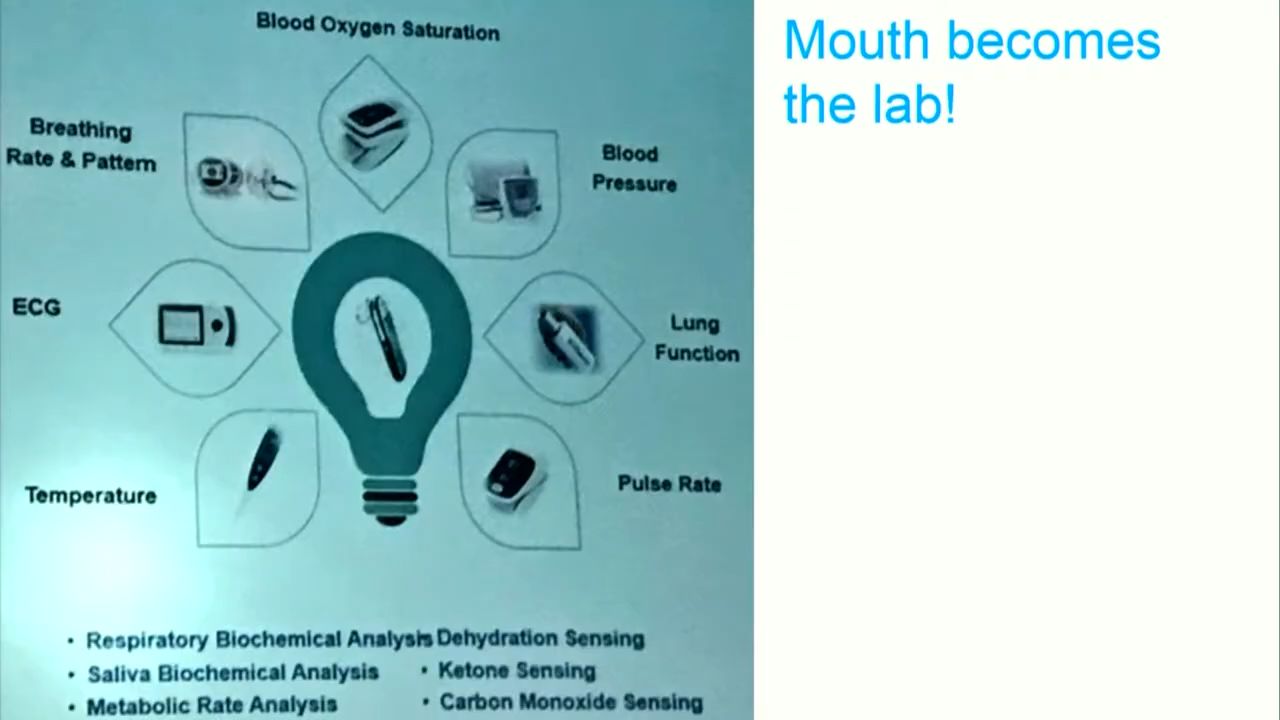 Blood Oxygen Saturation
Mouth becomes
the lab!
Breathing
Rate & Pattern
Blood
Pressure
ECG
Lung
Function
Temperature
Pulse Rate
• Respiratory Biochemical Analysis
• Saliva Biochemical Analysis
• Metabolic Rate Analysis
Dehydration Sensing
• Ketone Sensing
• Carbon Monoxide Sensing